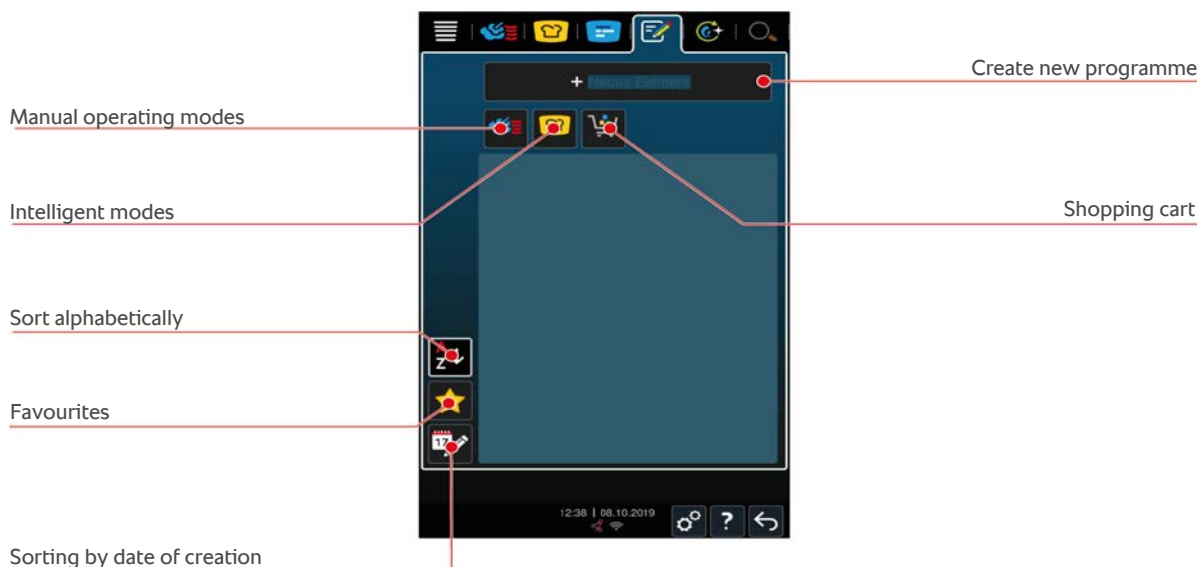 Create new programme
+ Neues Element
Manual operating modes
Intelligent modes
Shopping cart
Sort alphabetically
A
Z
Favourites
17
12:38 | 08.10.2019
?
Sorting by date of creation